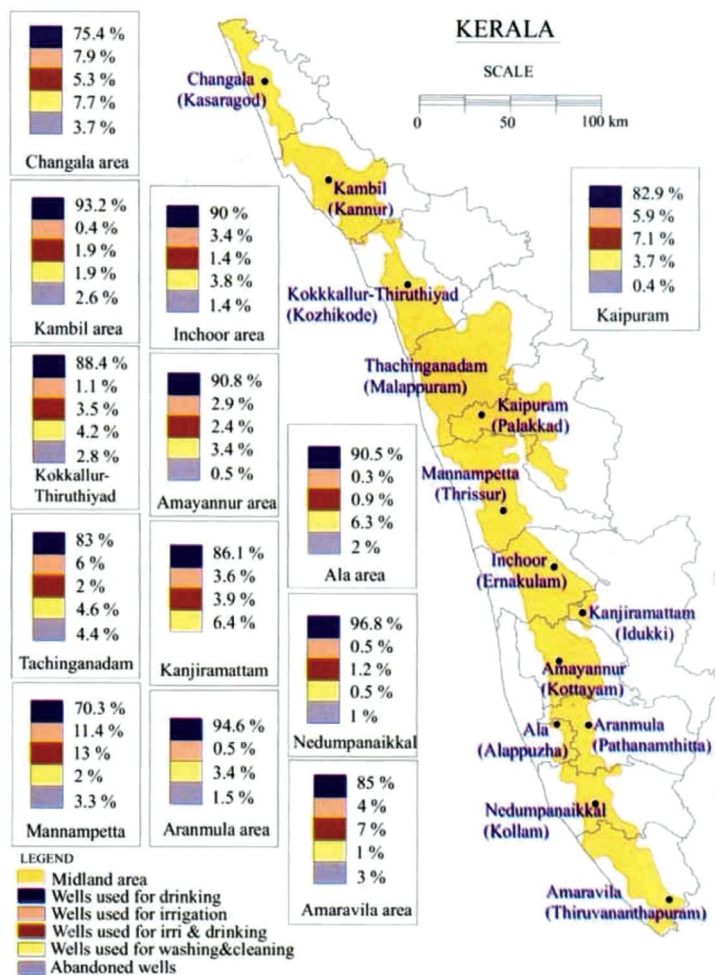 75.4 %
7.9 %
5.3 %
7.7 %
3.7 %
Changala area
93.2 %
0.4 %
1.9 %
1.9 %
2.6 %
Kambil area
88.4 %
1.1 %
3.5 %
4.2 %
2.8 %
Kokkallur-
Thiruthiyad
83 %
6 %
2 %
4.6 %
4.4 %
Tachinganadam
70.3 %
11.4 %
13 %
2 %
3.3 %
Mannampetta
90 %
3.4 %
1.4 %
3.8 %
1.4 %
Inchoor area
90.8 %
2.9 %
2.4 %
3.4 %
0.5 %
Amayannur area
86.1 %
3.6 %
3.9 %
6.4 %
Kanjiramattam
94.6 %
0.5 %
3.4 %
1.5 %
Aranmula area
90.5 %
0.3 %
0.9 %
6.3 %
2 %
Ala area
96.8 %
0.5 %
1.2 %
0.5 %
1 %
Nedumpanaikkal
85 %
4 %
7 %
1 %
3 %
Amaravila area
KERALA
SCALE
0 50 100 km
82.9 %
5.9 %
7.1 %
3.7 %
0.4 %
Kaipuram
Changala
(Kasaragod)
Kambil
(Kannur)
Kokkkallur-Thiruthiyad
(Kozhikode)
Thachinganadam
(Malappuram)
Kaipuram
(Palakkad)
Mannampetta
(Thrissur)
Inchoor
(Ernakulam)
Kanjiramattam
(Idukki)
Amayannur
(Kottayam)
Ala
(Alappuzha)
Aranmula
(Pathanamthitta)
Nedumpanaikkal
(Kollam)
Amaravila
(Thiruvananthapuram)
LEGEND
Midland area
Wells used for drinking
Wells used for irrigation
Wells used for irri & drinking
Wells used for washing&cleaning
Abandoned wells